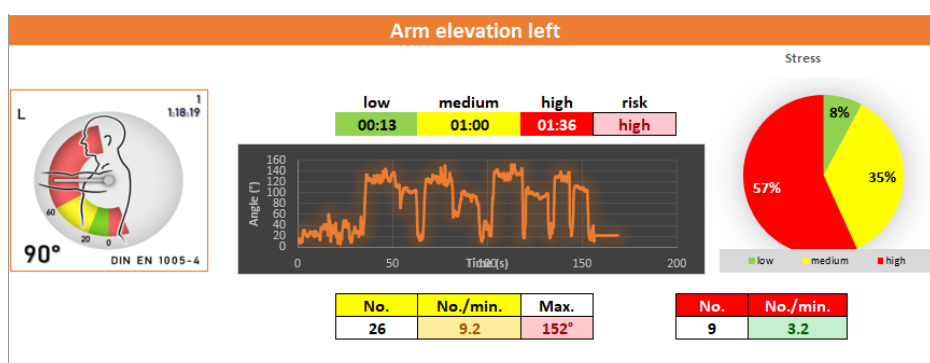 Arm elevation left
Stress
L
1
1:18:19
60
20
0
90°
DIN EN 1005-4
low medium high risk
00:13 01:00 01:36 high
Angle (°)
160
140
120
100
80
60
40
20
0
0 50 100 150 200
Time (s)
8%
35%
57%
low medium high
No. No./min. Max.
26 9.2 152°
No. No./min.
9 3.2